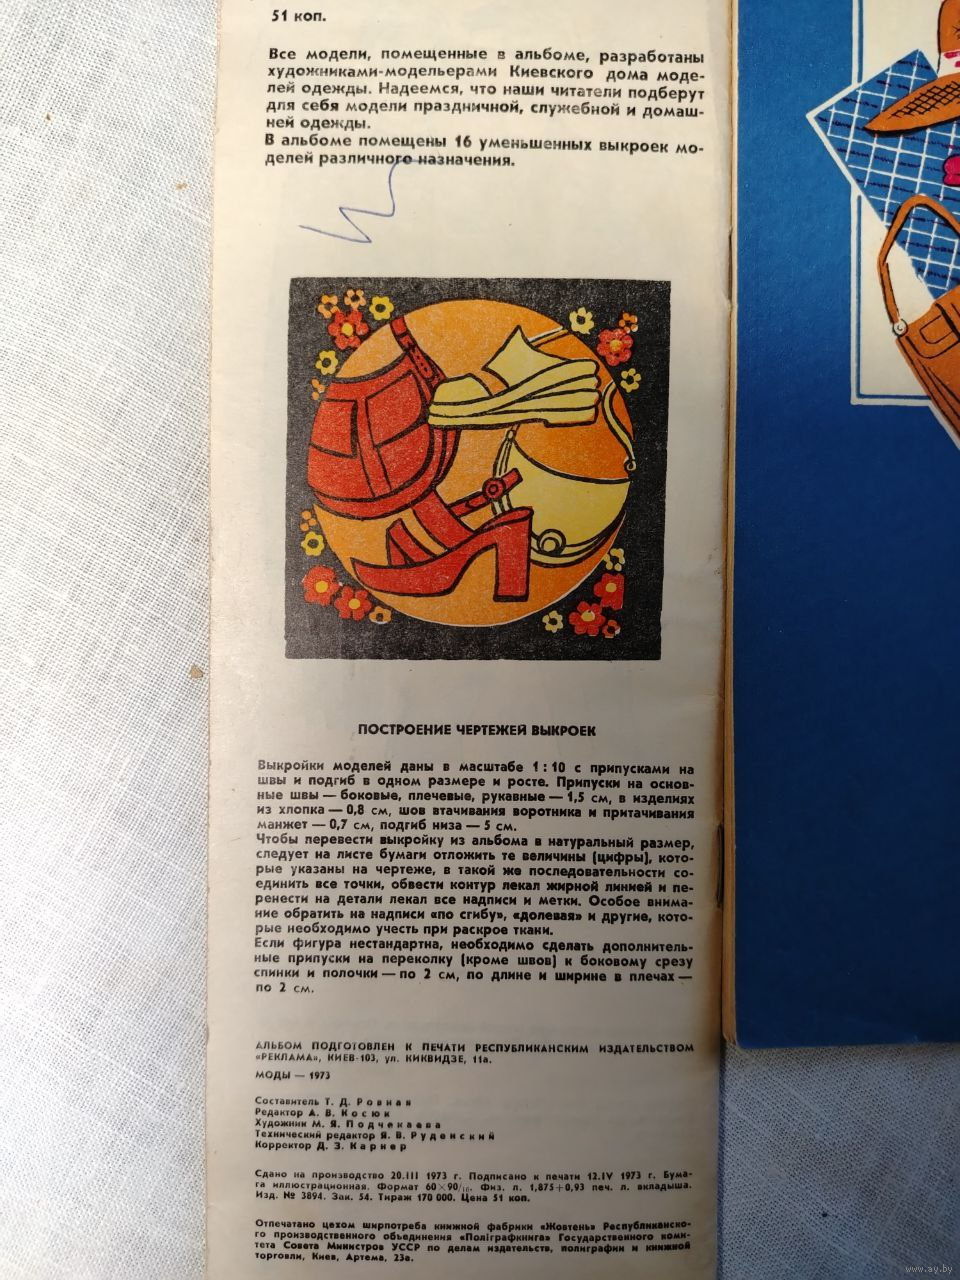 51 коп.
Все модели, помещенные в альбоме, разработаны
художниками-модельерами Киевского дома моде-
лей одежды. Надеемся, что наши читатели подберут
для себя модели праздничной, служебной и домаш-
ней одежды.
В альбоме помещены 16 уменьшенных выкроек мо-
делей различного назначения.
ПОСТРОЕНИЕ ЧЕРТЕЖЕЙ ВЫКРОЕК
Выкройки моделей даны в масштабе 1 : 10 с припусками на
швы и подгиб в одном размере и росте. Припуски на основ-
ные швы — боковые, плечевые, рукавные — 1,5 см, в изделиях
из хлопка — 0,8 см, шов втачивания воротника и притачивания
манжет — 0,7 см, подгиб низа — 5 см.
Чтобы перевести выкройку из альбома в натуральный размер,
следует на листе бумаги отложить те величины (цифры), кото-
рые указаны на чертеже, в такой же последовательности со-
единить все точки, обвести контур лекал жирной линией и пе-
ренести на детали лекал все надписи и метки. Особое внима-
ние обратить на надписи «по сгибу», «долевая» и другие, кото-
рые необходимо учесть при раскрое ткани.
Если фигура нестандартна, необходимо сделать дополнитель-
ные припуски на переколку (кроме швов) к боковому срезу
спинки и полочки — по 2 см, по длине и ширине в плечах —
по 2 см.
АЛЬБОМ ПОДГОТОВЛЕН К ПЕЧАТИ РЕСПУБЛИКАНСКИМ ИЗДАТЕЛЬСТВОМ
«РЕКЛАМА», КИЕВ-103, ул. КИКВИДЗЕ, 11а.
МОДЫ — 1973
Составитель Т. Д. Ровная
Редактор А. В. Косюк
Художник М. Я. Подчекаева
Технический редактор Я. В. Руденский
Корректор Д. З. Карнер
Сдано на производство 20.III 1973 г. Подписано к печати 12.IV 1973 г. Бума-
га иллюстрационная. Формат 60×90/16. Физ. л. 1,875+0,93 печ. л. вкладыша.
Изд. № 3894. Зак. 54. Тираж 170 000. Цена 51 коп.
Отпечатано цехом ширпотреба книжной фабрики «Жовтень» Республиканско-
го производственного объединения «Полiграфкнига» Государственного коми-
тета Совета Министров УССР по делам издательств, полиграфии и книжной
торговли, Киев, Артема, 23а.
www.ay.by